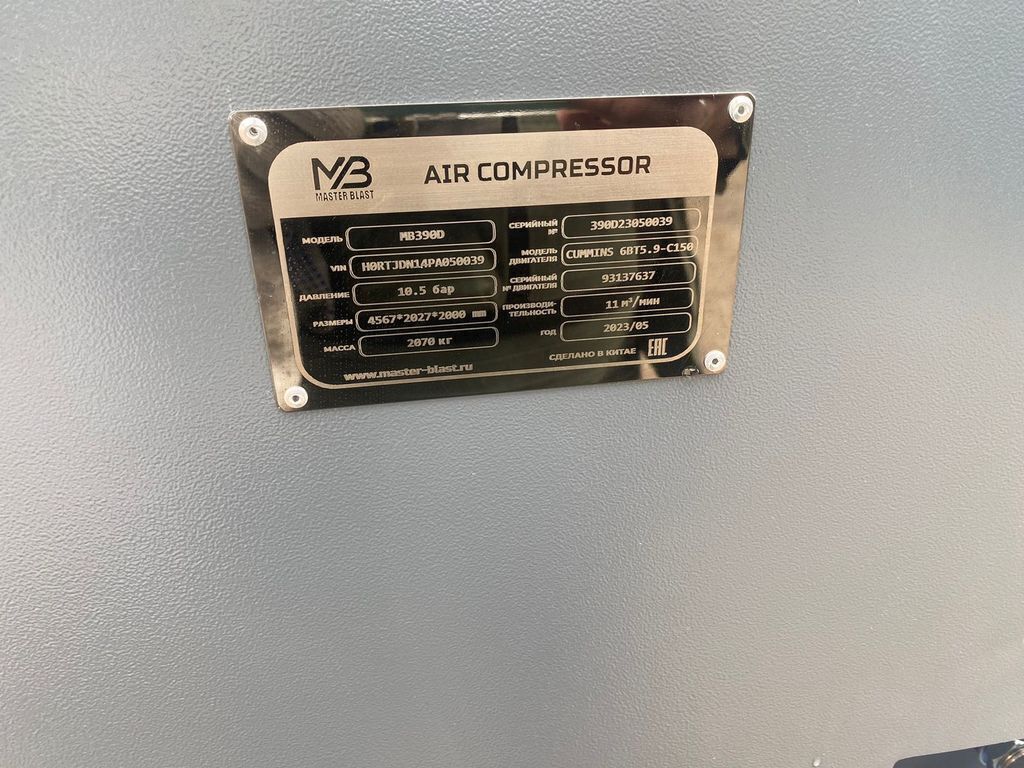 MB
MASTER BLAST
AIR COMPRESSOR
МОДЕЛЬ MB390D
VIN H0RTJDN14PA050039
ДАВЛЕНИЕ 10.5 бар
РАЗМЕРЫ 4567*2027*2000 mm
МАССА 2070 кг
www.master-blast.ru
СЕРИЙНЫЙ
№ 390D23050039
МОДЕЛЬ
ДВИГАТЕЛЯ CUMMINS 6BT5.9-C150
СЕРИЙНЫЙ
№ ДВИГАТЕЛЯ 93137637
ПРОИЗВОДИ-
ТЕЛЬНОСТЬ 11 м³/мин
ГОД 2023/05
СДЕЛАНО В КИТАЕ EAC